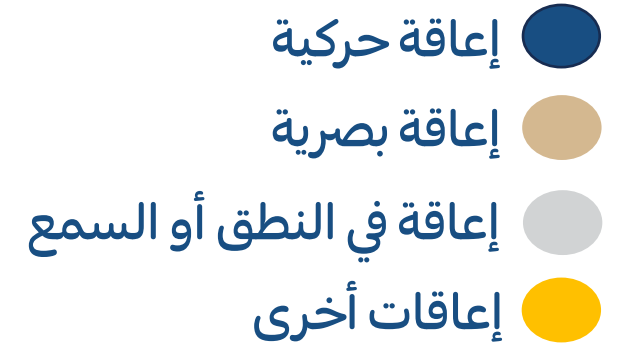 إعاقة حركية
إعاقة بصرية
إعاقة في النطق أو السمع
إعاقات أخرى